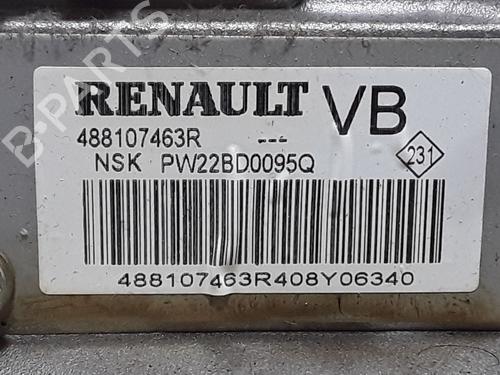 RENAULT VB
488107463R ---
NSK PW22BD0095Q 231
488107463R408Y06340
B-PARTS